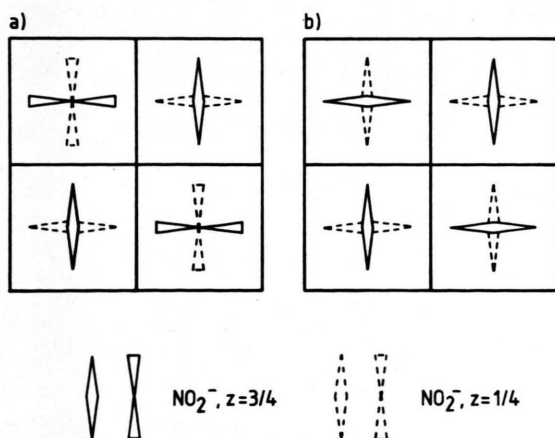 a)
b)
NO₂⁻, z=3/4
NO₂⁻, z=1/4